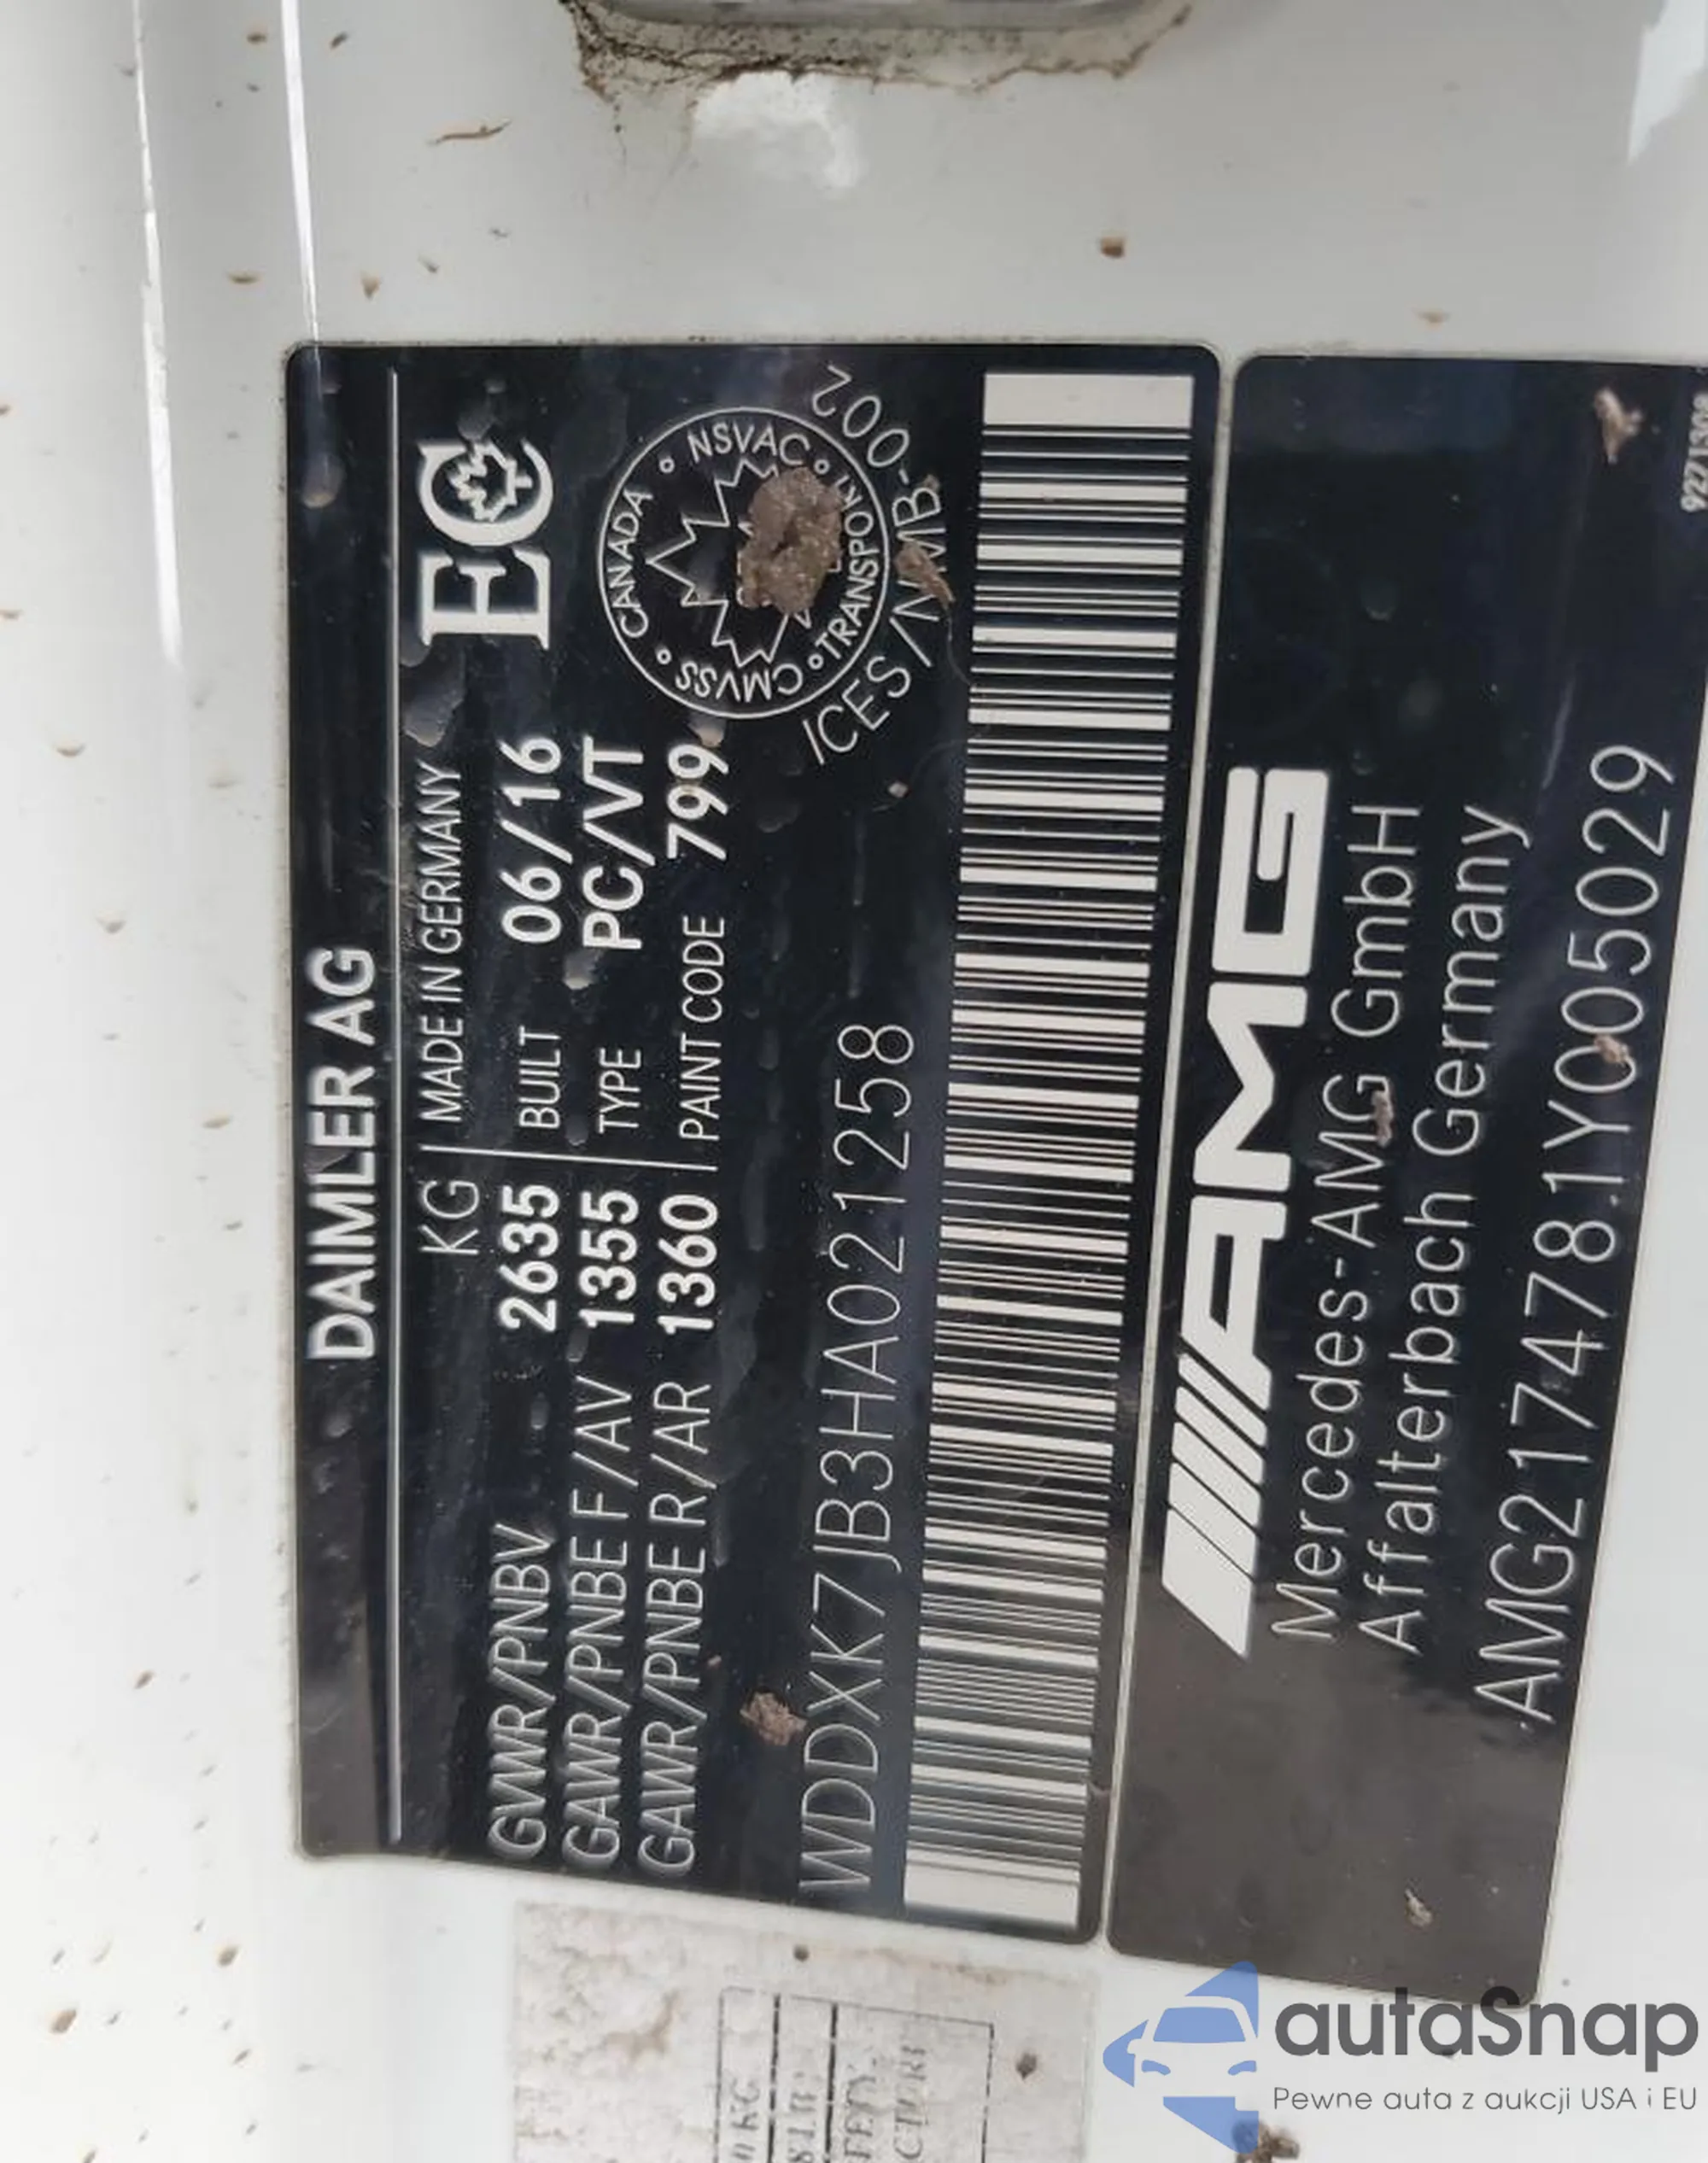 DAIMLER AG
KG | MADE IN GERMANY
GVWR/PNBV 2635 BUILT 06/16
GAWR/PNBE F/AV 1355 TYPE PC/VT
GAWR/PNBE R/AR 1360 PAINT CODE 799
EC
CANADA NSVAC TRANSPORT CMVSS
ICES/NMB-002
WDDXK7JB3HA021258
AMG
Mercedes-AMG GmbH
Affalterbach Germany
AMG217478.1Y005029
autaSnap
Pewne auta z aukcji USA i EU